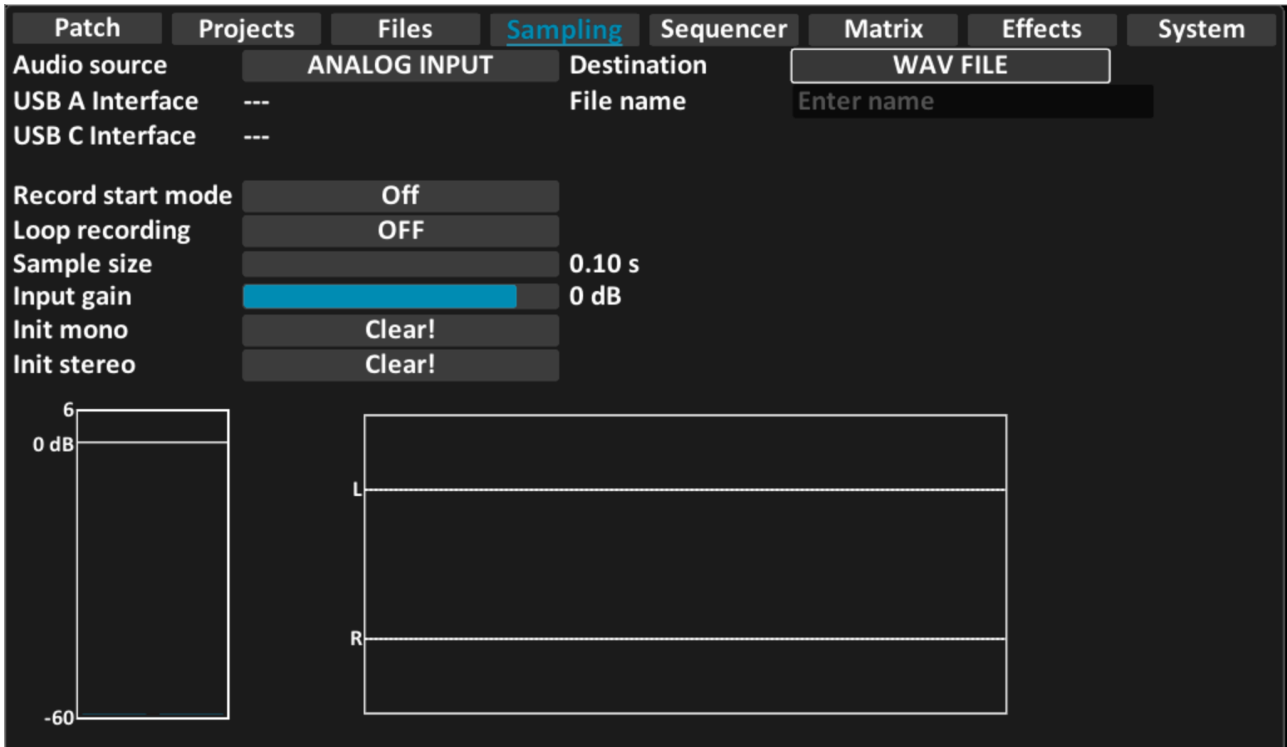 Patch Projects Files Sampling Sequencer Matrix Effects System
Audio source ANALOG INPUT Destination WAV FILE
USB A Interface --- File name Enter name
USB C Interface ---
Record start mode Off
Loop recording OFF
Sample size 0.10 s
Input gain 0 dB
Init mono Clear!
Init stereo Clear!
6
0 dB
L
R
-60